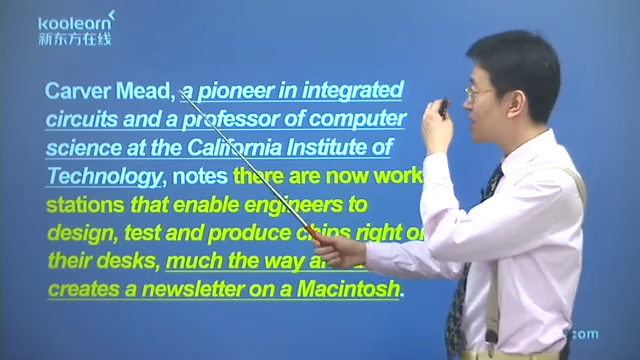 koolearn
新东方在线
Carver Mead, a pioneer in integrated
circuits and a professor of computer
science at the California Institute of
Technology, notes there are now work
stations that enable engineers to
design, test and produce chips right
their desks, much the way
creates a newsletter on a Macintosh.
.com